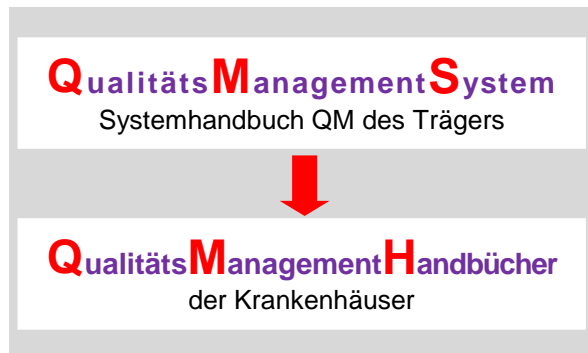 QualitätsManagementSystem
Systemhandbuch QM des Trägers
QualitätsManagementHandbücher
der Krankenhäuser